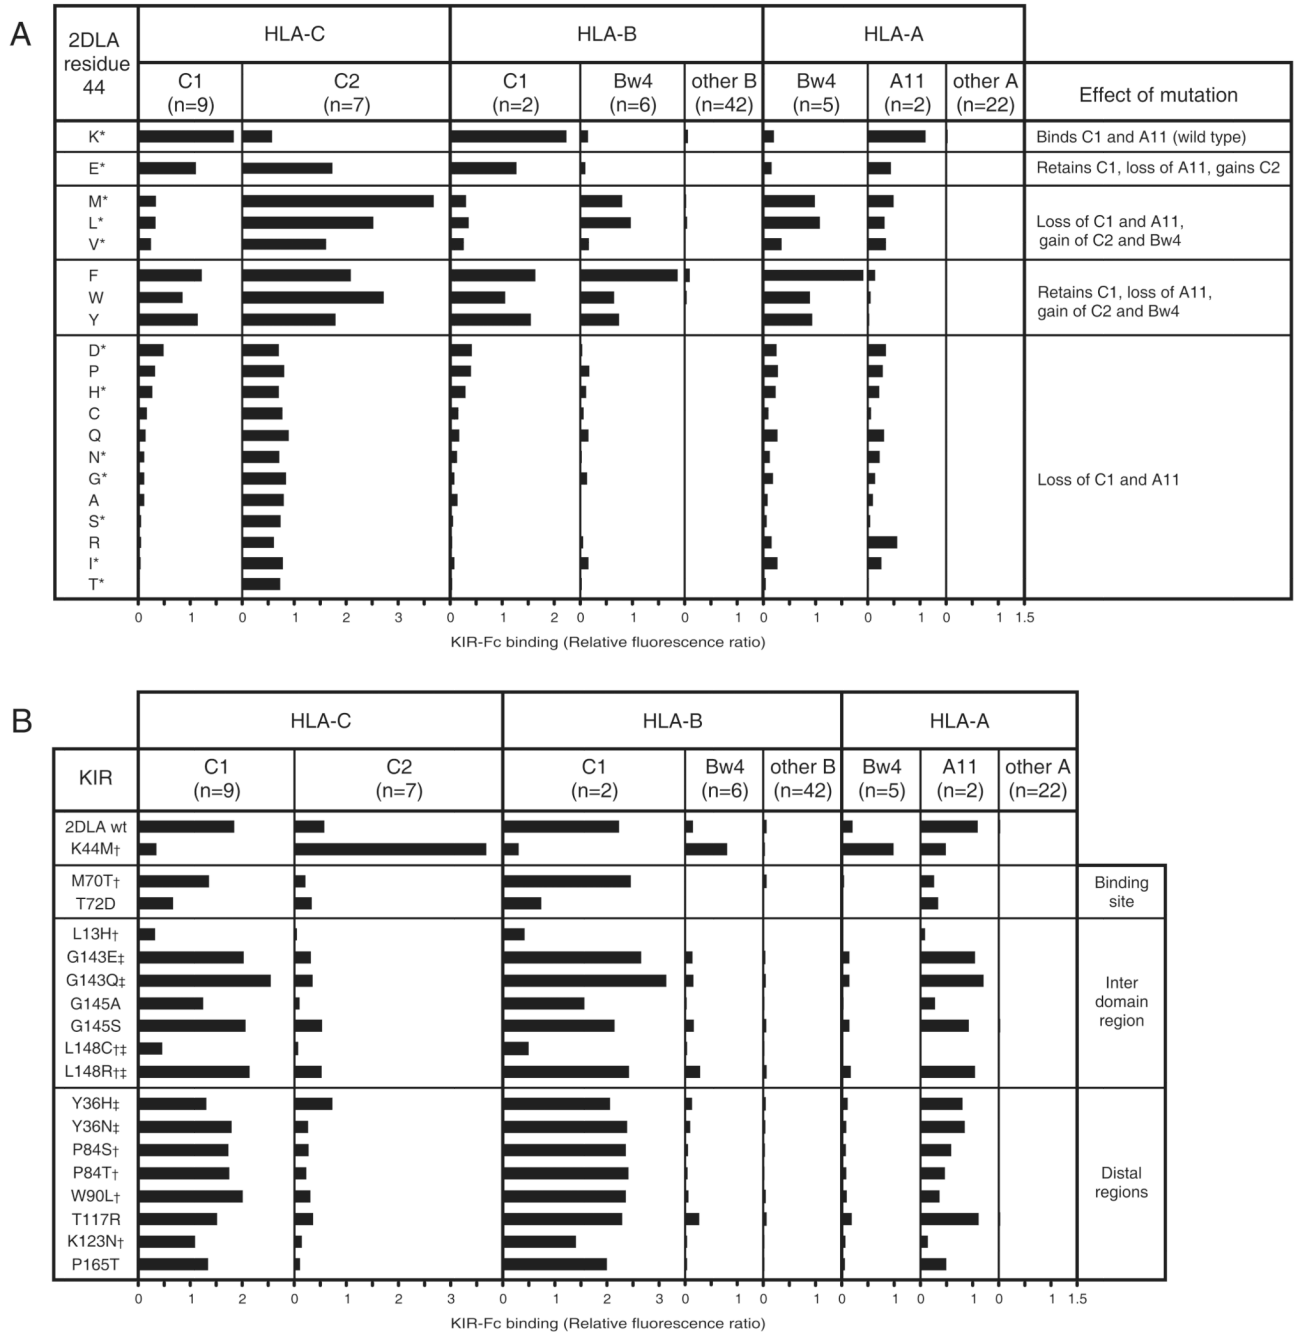 A
2DLA
residue
44
HLA-C
HLA-B
HLA-A
C1
(n=9)
C2
(n=7)
C1
(n=2)
Bw4
(n=6)
other B
(n=42)
Bw4
(n=5)
A11
(n=2)
other A
(n=22)
Effect of mutation
K*
Binds C1 and A11 (wild type)
E*
Retains C1, loss of A11, gains C2
M*
L*
V*
Loss of C1 and A11,
gain of C2 and Bw4
F
W
Y
Retains C1, loss of A11,
gain of C2 and Bw4
D*
P
H*
C
Q
N*
G*
A
S*
R
I*
T*
Loss of C1 and A11
0 1 0 1 2 3 0 1 2 0 1 0 1 0 1 0 1 0 1 1.5
KIR-Fc binding (Relative fluorescence ratio)
B
HLA-C
HLA-B
HLA-A
KIR
C1
(n=9)
C2
(n=7)
C1
(n=2)
Bw4
(n=6)
other B
(n=42)
Bw4
(n=5)
A11
(n=2)
other A
(n=22)
2DLA wt
K44M†
M70T†
T72D
Binding
site
L13H†
G143E‡
G143Q‡
G145A
G145S
L148C†‡
L148R†‡
Inter
domain
region
Y36H‡
Y36N‡
P84S†
P84T†
W90L†
T117R
K123N†
P165T
Distal
regions
0 1 2 0 1 2 3 0 1 2 3 0 1 0 1 0 1 0 1 0 1 1.5
KIR-Fc binding (Relative fluorescence ratio)